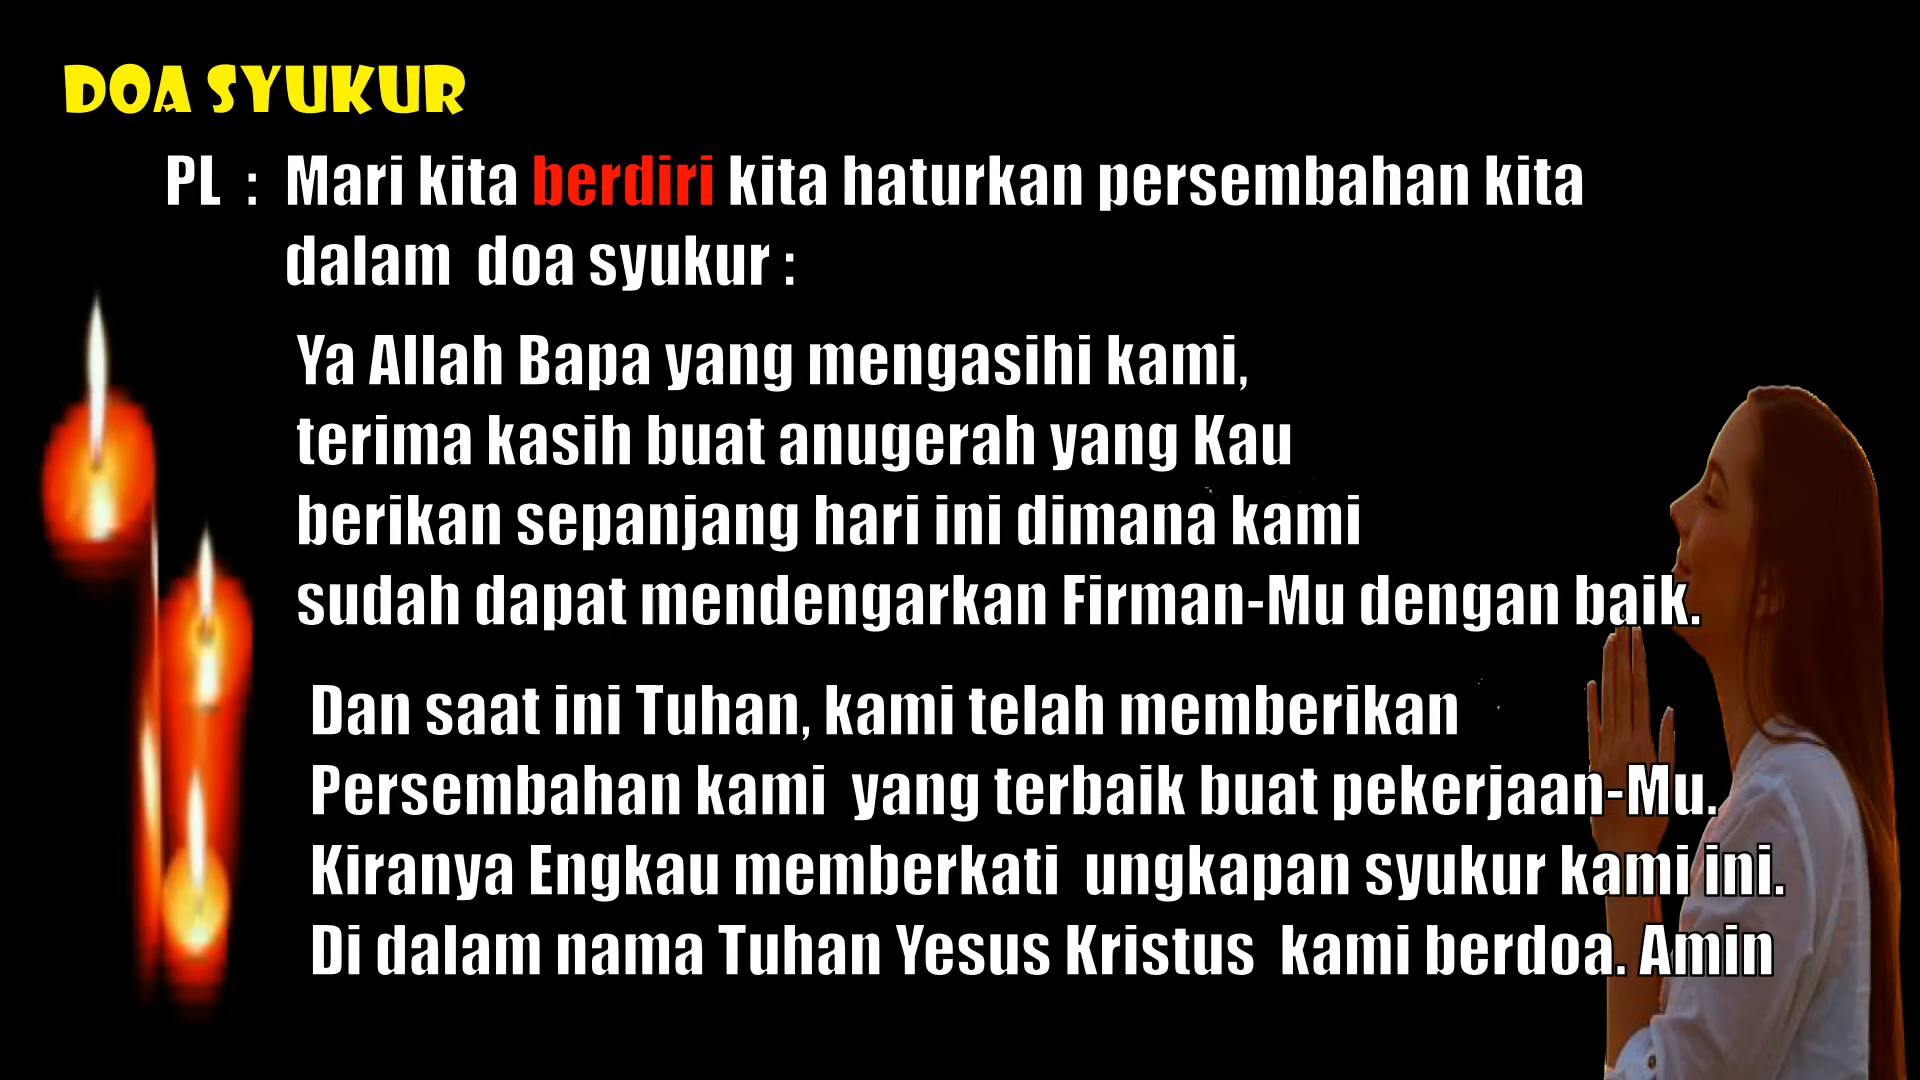 DOA SYUKUR
PL : Mari kita berdiri kita haturkan persembahan kita
dalam doa syukur :
Ya Allah Bapa yang mengasihi kami,
terima kasih buat anugerah yang Kau
berikan sepanjang hari ini dimana kami
sudah dapat mendengarkan Firman-Mu dengan baik.
Dan saat ini Tuhan, kami telah memberikan
Persembahan kami yang terbaik buat pekerjaan-Mu.
Kiranya Engkau memberkati ungkapan syukur kami ini.
Di dalam nama Tuhan Yesus Kristus kami berdoa. Amin